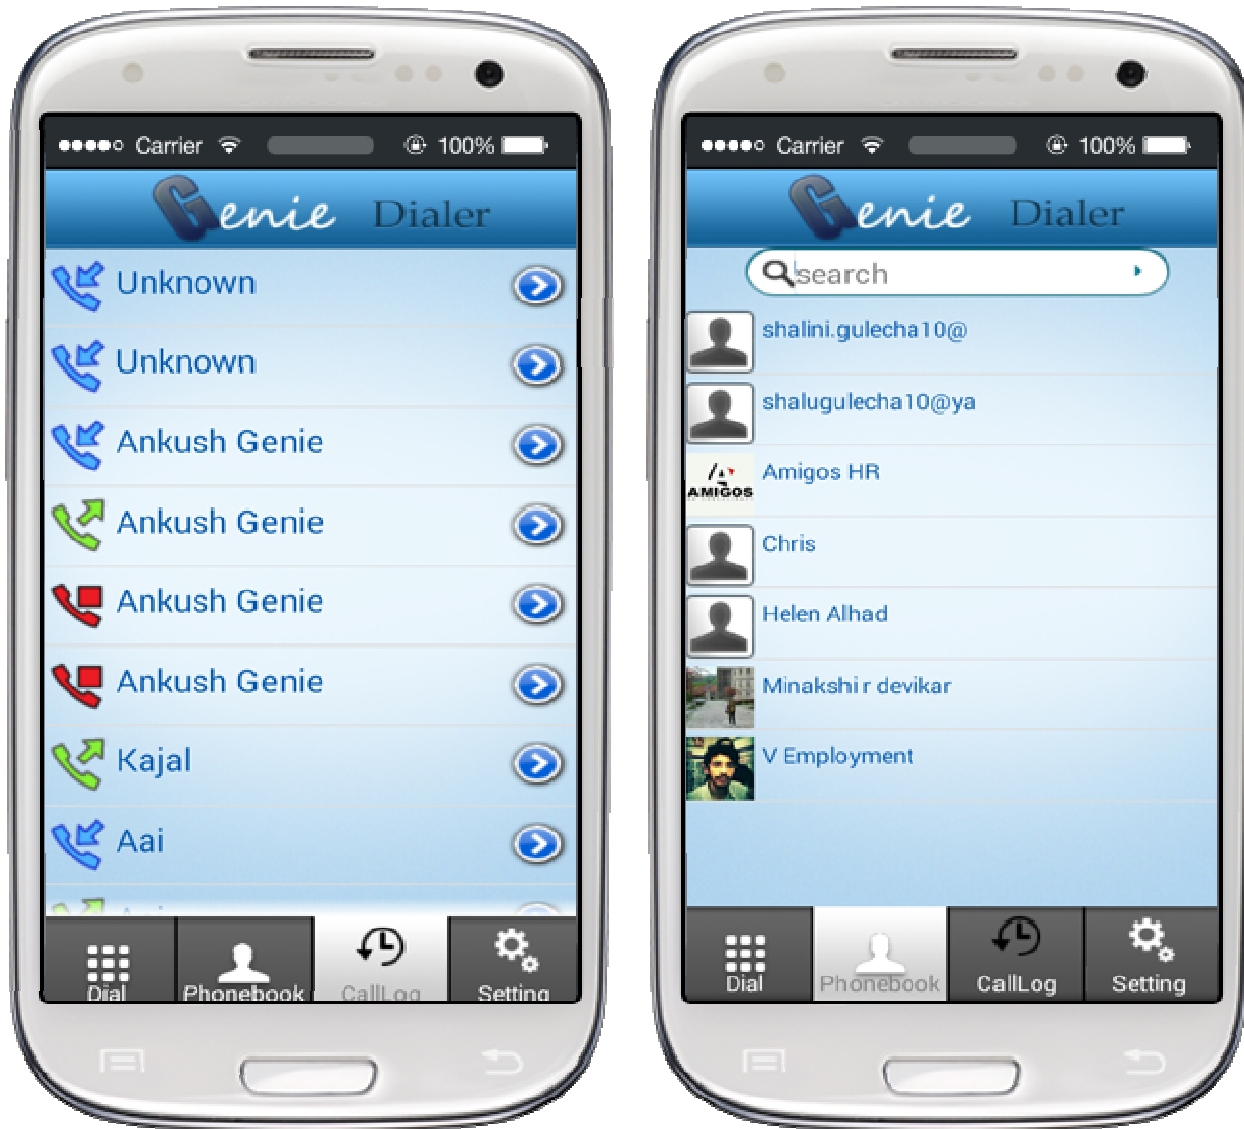 Carrier 100%
Genie Dialer
Unknown
Unknown
Ankush Genie
Ankush Genie
Ankush Genie
Ankush Genie
Kajal
Aai
Dial Phonebook CallLog Setting
Carrier 100%
Genie Dialer
search
shalini.gulecha10@
shalugulecha10@ya
Amigos HR
AMIGOS
Chris
Helen Alhad
Minakshi r devikar
V Employment
Dial Phonebook CallLog Setting